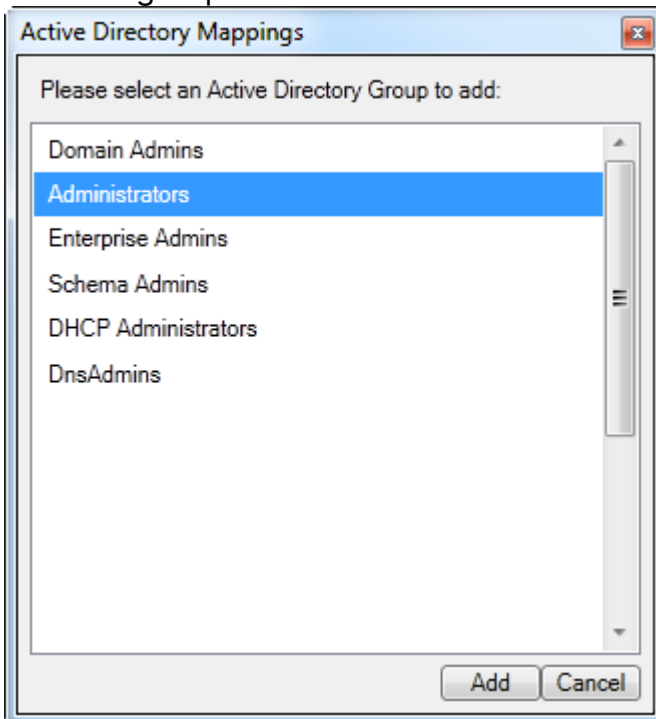 Active Directory Mappings
Please select an Active Directory Group to add:
Domain Admins
Administrators
Enterprise Admins
Schema Admins
DHCP Administrators
DnsAdmins
Add Cancel